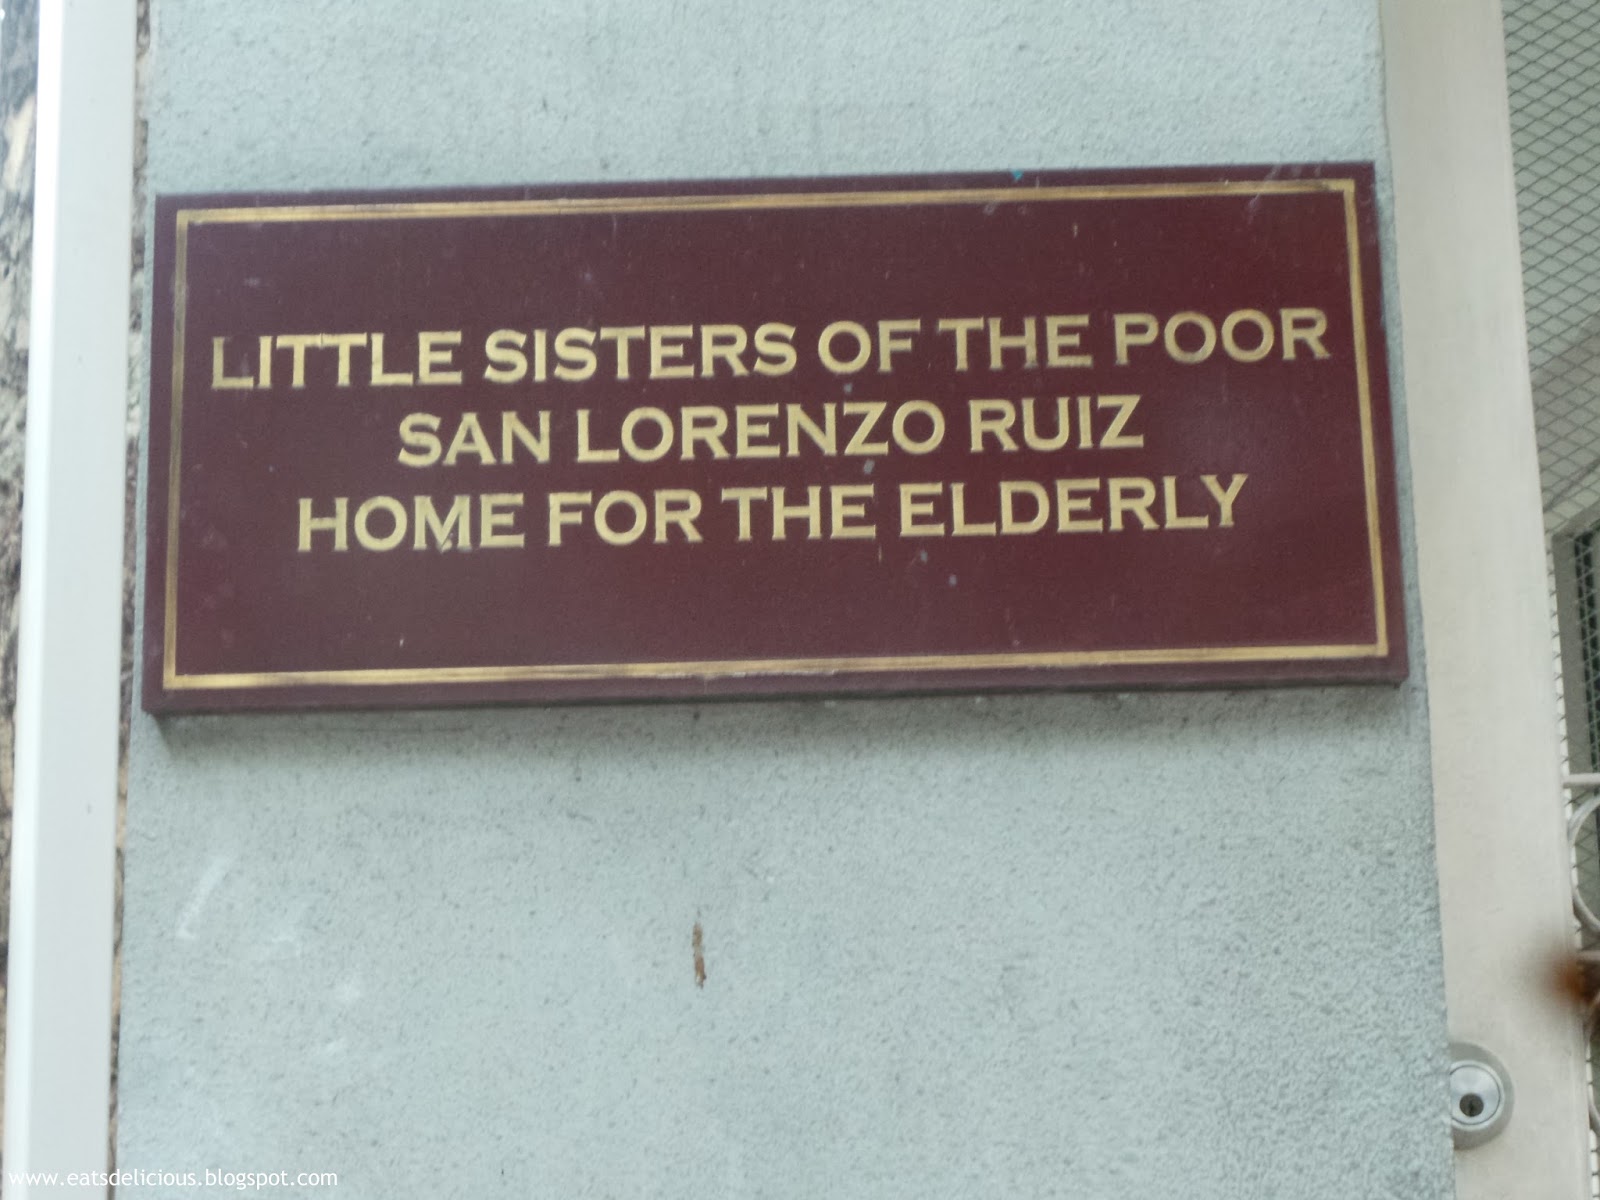 LITTLE SISTERS OF THE POOR
SAN LORENZO RUIZ
HOME FOR THE ELDERLY
www.eatsdelicious.blogspot.com